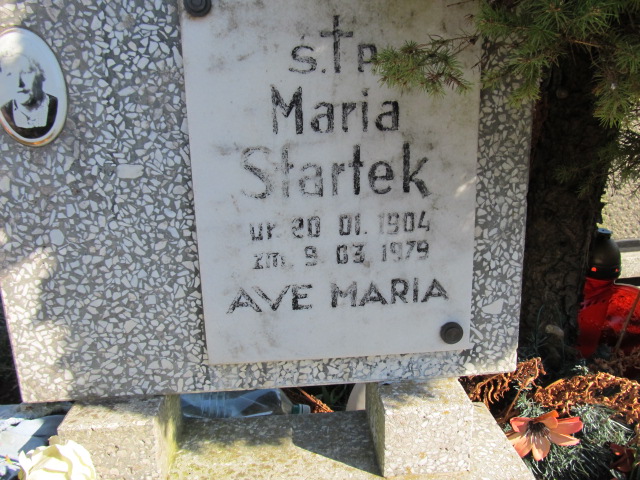 Ś.†P.
Maria
Startek
ur. 20 01. 1904
zm. 9 03. 1979
AVE MARIA